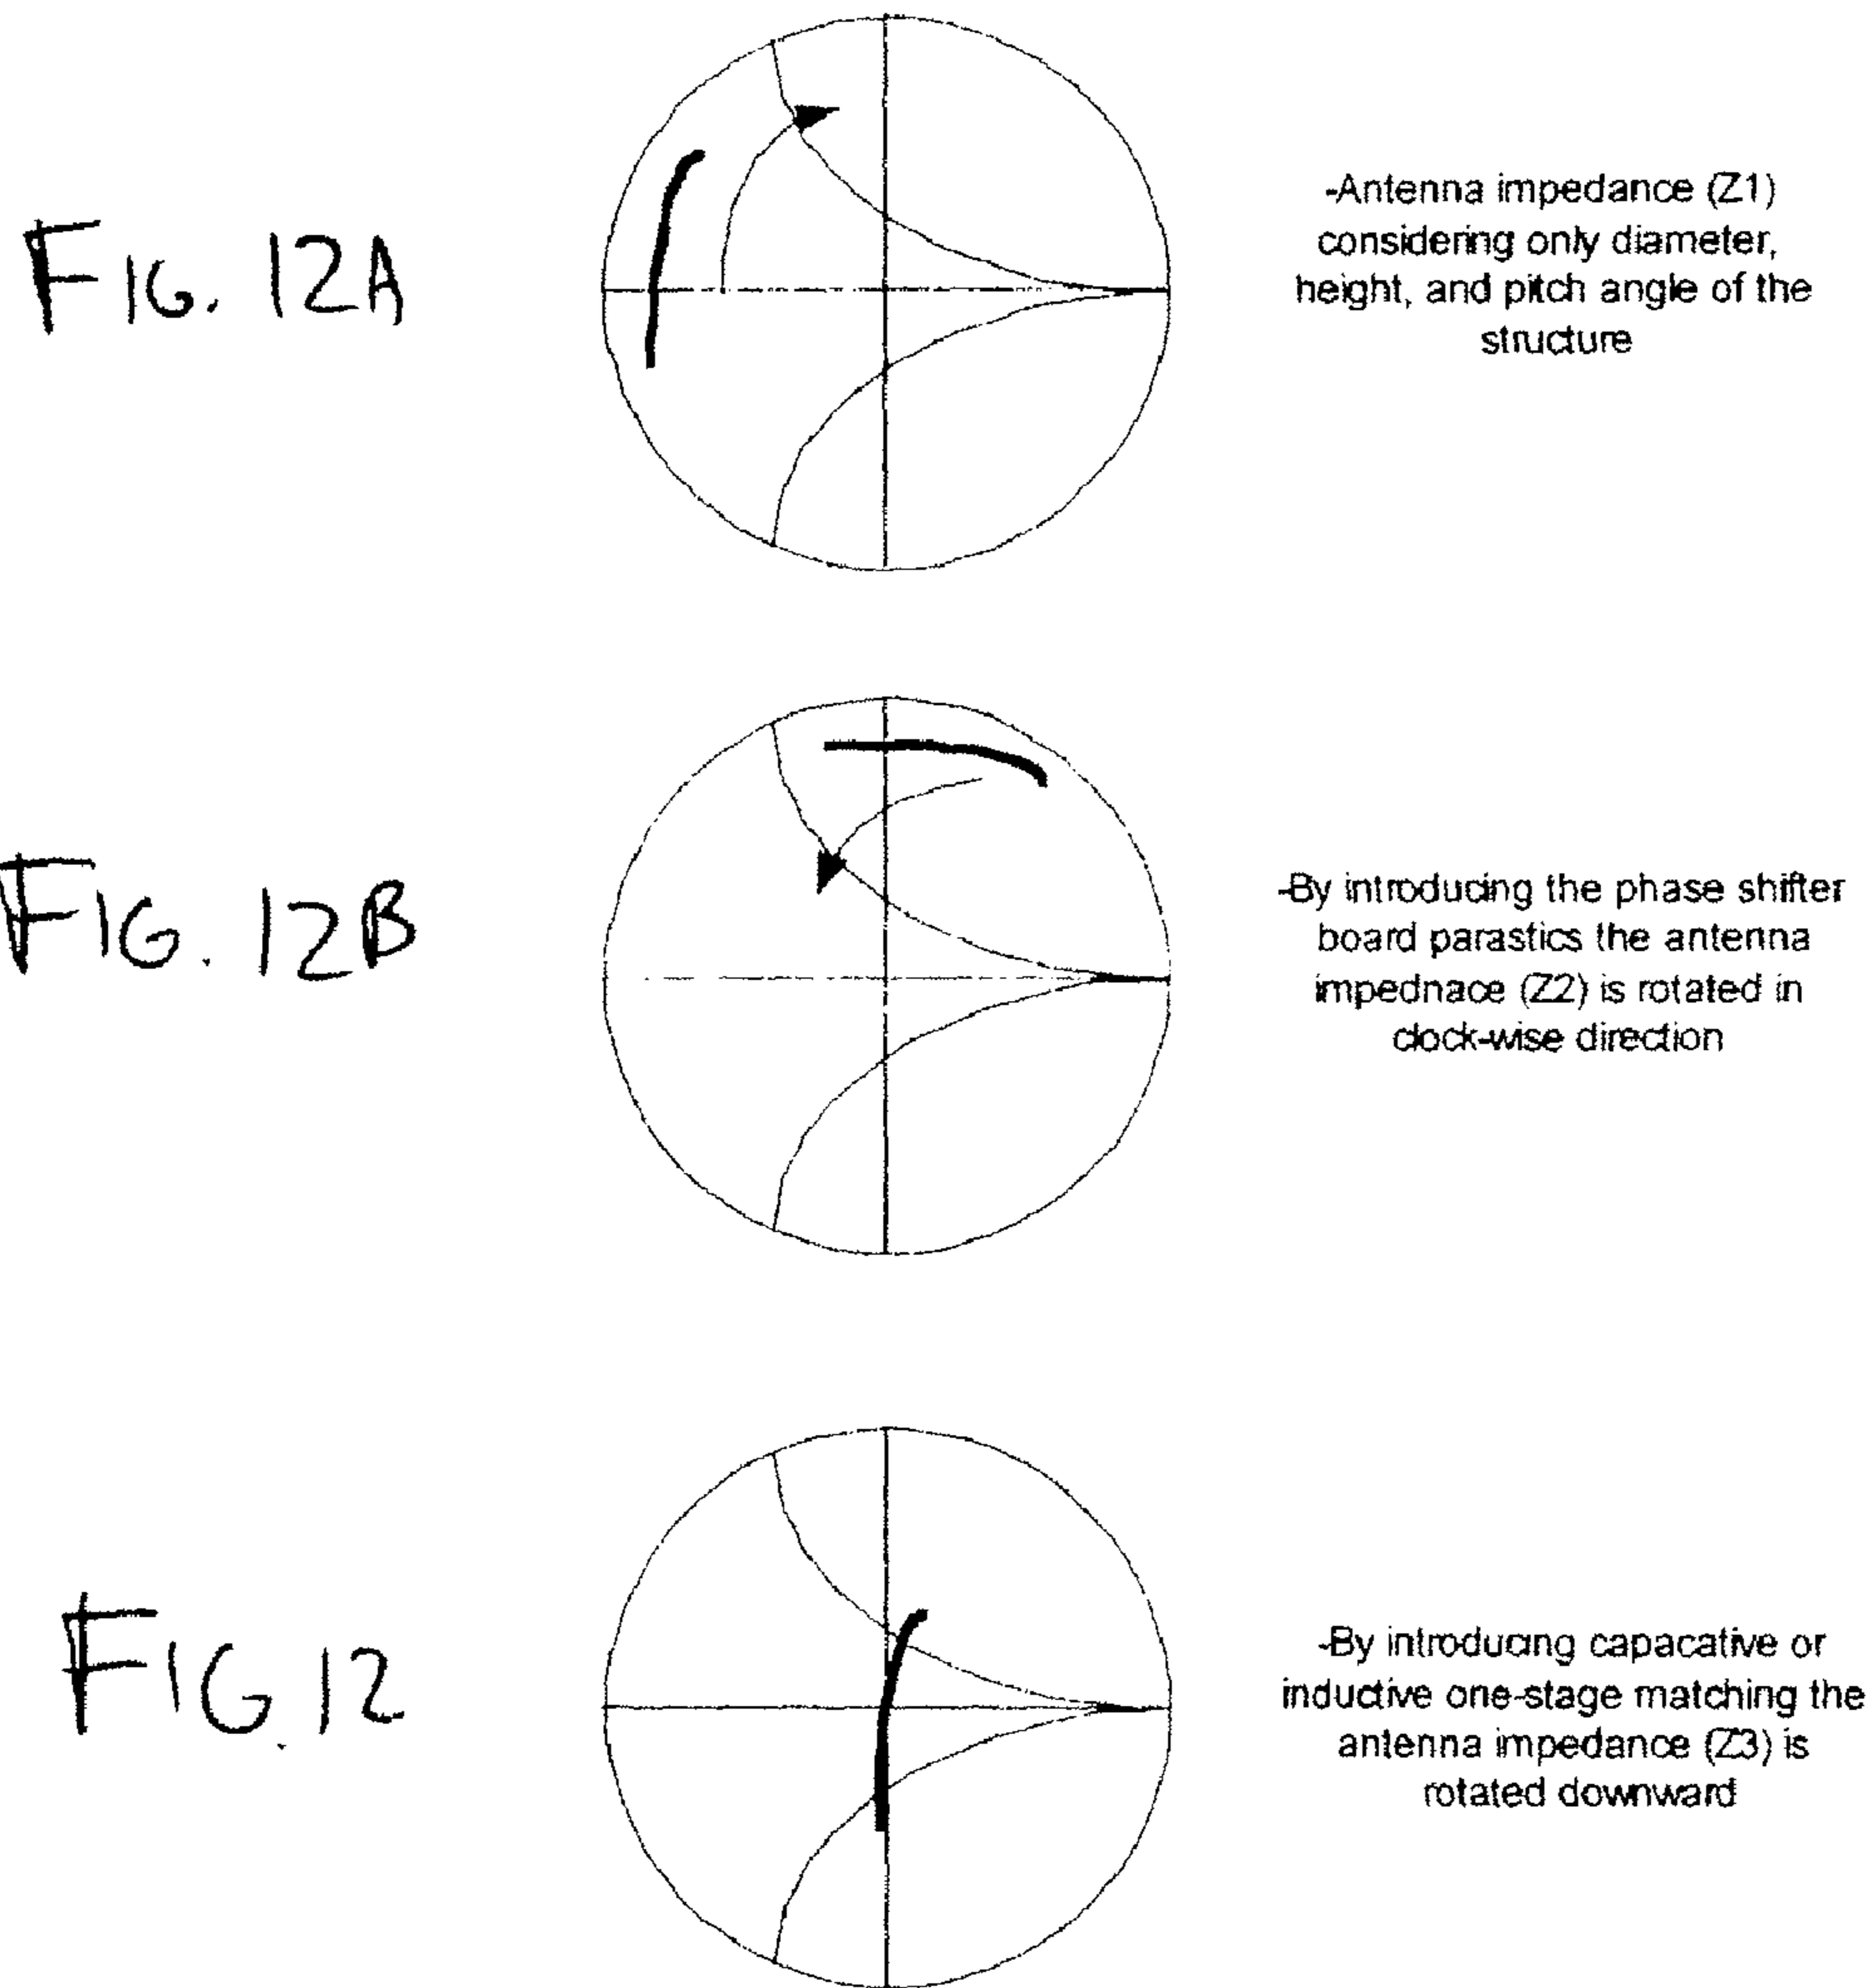 FIG. 12A
-Antenna impedance (Z1)
considering only diameter,
height, and pitch angle of the
structure
FIG. 12B
-By introducing the phase shifter
board parastics the antenna
impednace (Z2) is rotated in
clock-wise direction
FIG. 12
-By introducing capacative or
inductive one-stage matching the
antenna impedance (Z3) is
rotated downward